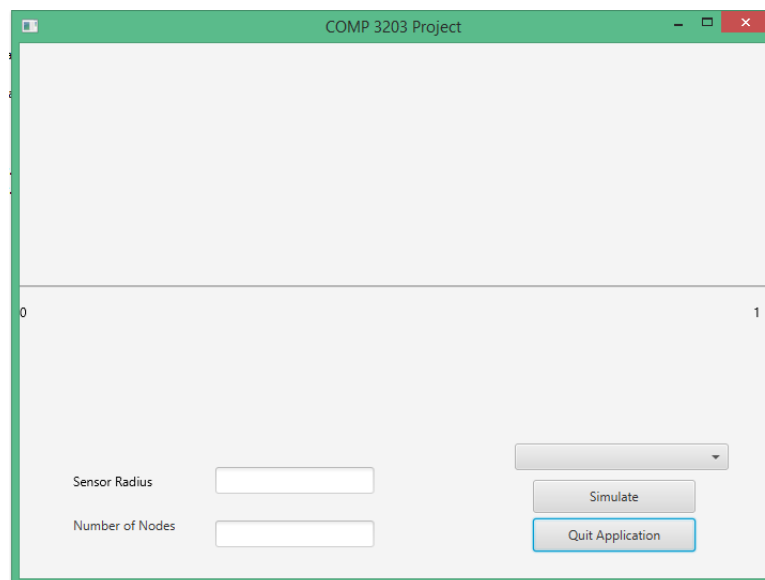 COMP 3203 Project
0 1
Sensor Radius
Simulate
Number of Nodes
Quit Application